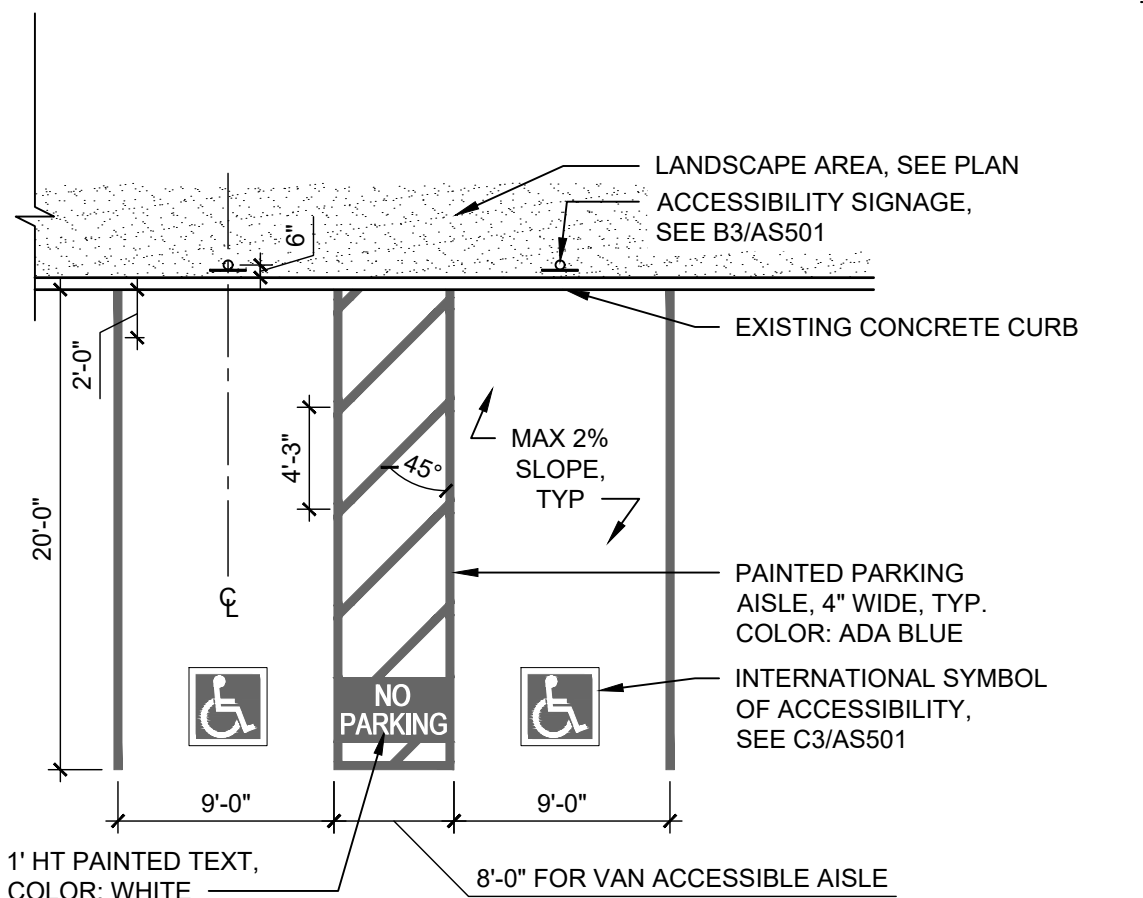 LANDSCAPE AREA, SEE PLAN
ACCESSIBILITY SIGNAGE,
SEE B3/AS501
6"
EXISTING CONCRETE CURB
2'-0"
4'-3"
45°
MAX 2%
SLOPE,
TYP
20'-0"
℄
PAINTED PARKING
AISLE, 4" WIDE, TYP.
COLOR: ADA BLUE
INTERNATIONAL SYMBOL
OF ACCESSIBILITY,
SEE C3/AS501
NO
PARKING
9'-0"
9'-0"
1' HT PAINTED TEXT,
COLOR: WHITE
8'-0" FOR VAN ACCESSIBLE AISLE